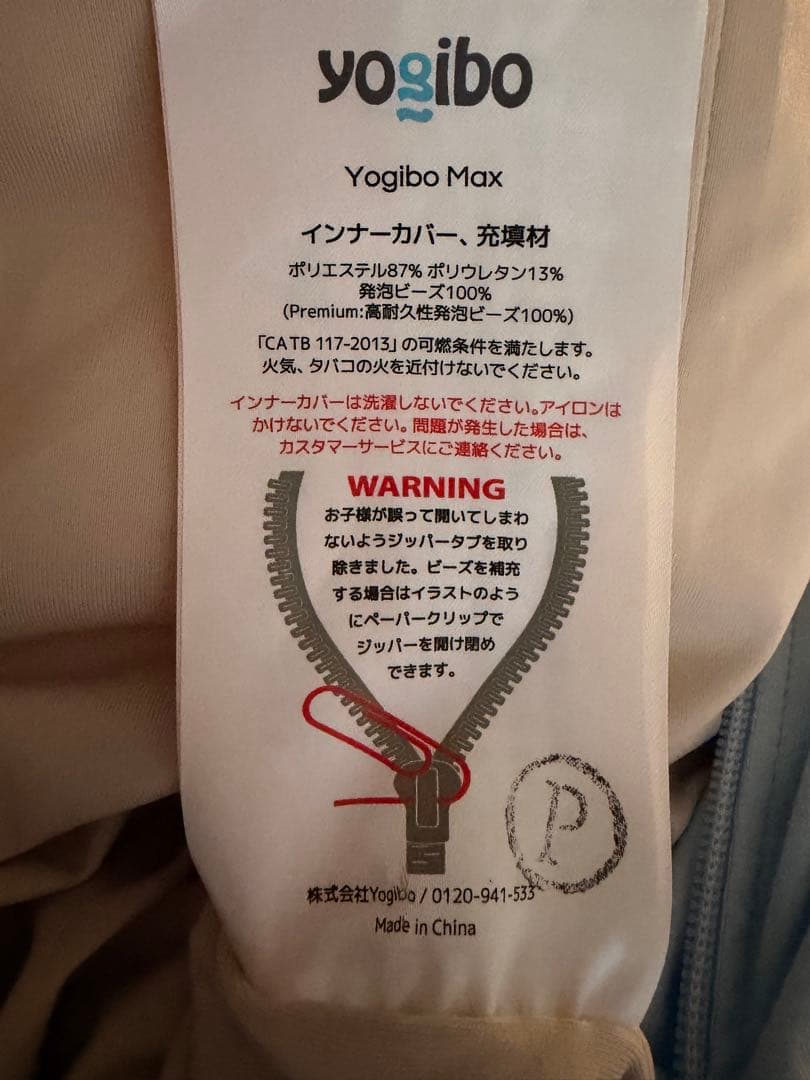 yogibo
Yogibo Max
インナーカバー、充填材
ポリエステル87% ポリウレタン13%
発泡ビーズ100%
(Premium:高耐久性発泡ビーズ100%)
「CA TB 117-2013」の可燃条件を満たします。
火気、タバコの火を近付けないでください。
インナーカバーは洗濯しないでください。アイロンは
かけないでください。問題が発生した場合は、
カスタマーサービスにご連絡ください。
WARNING
お子様が誤って開いてしまわ
ないようジッパータブを取り
除きました。ビーズを補充
する場合はイラストのよう
にペーパークリップで
ジッパーを開け閉め
できます。
P
株式会社Yogibo / 0120-941-533
Made in China